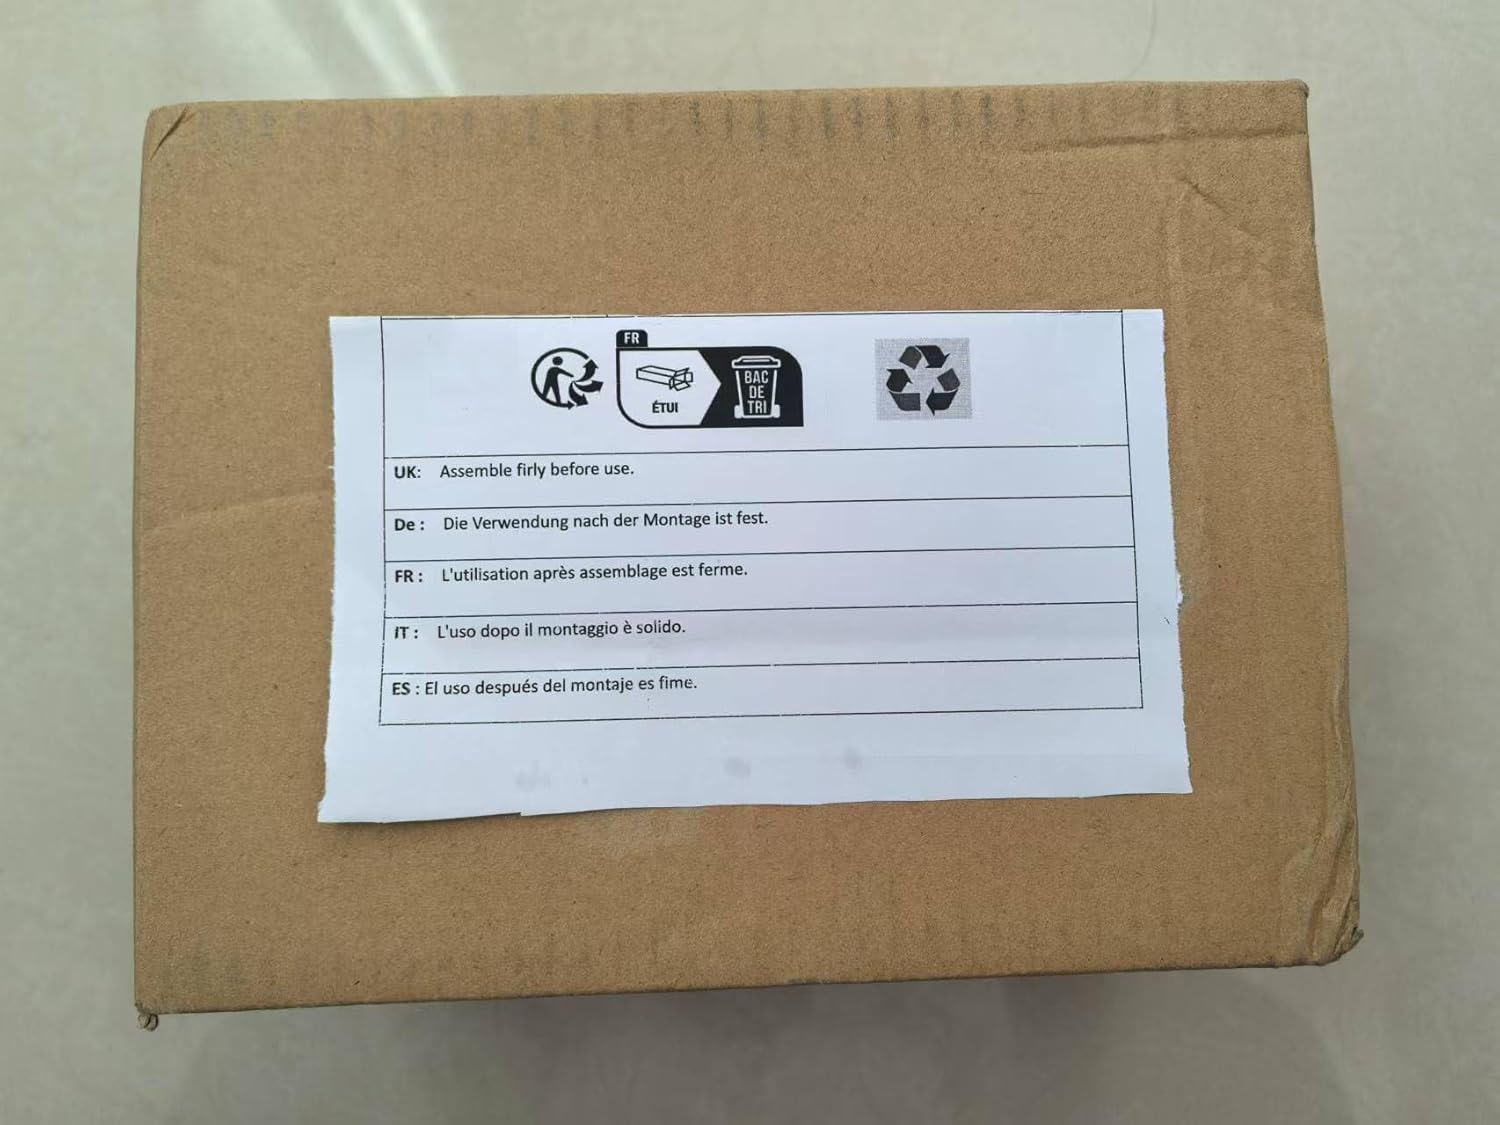 FR
ÉTUI
BAC
DE
TRI
UK: Assemble firly before use.
De : Die Verwendung nach der Montage ist fest.
FR : L'utilisation après assemblage est ferme.
iT : L'uso dopo il montaggio è solido.
ES : El uso después del montaje es fime.